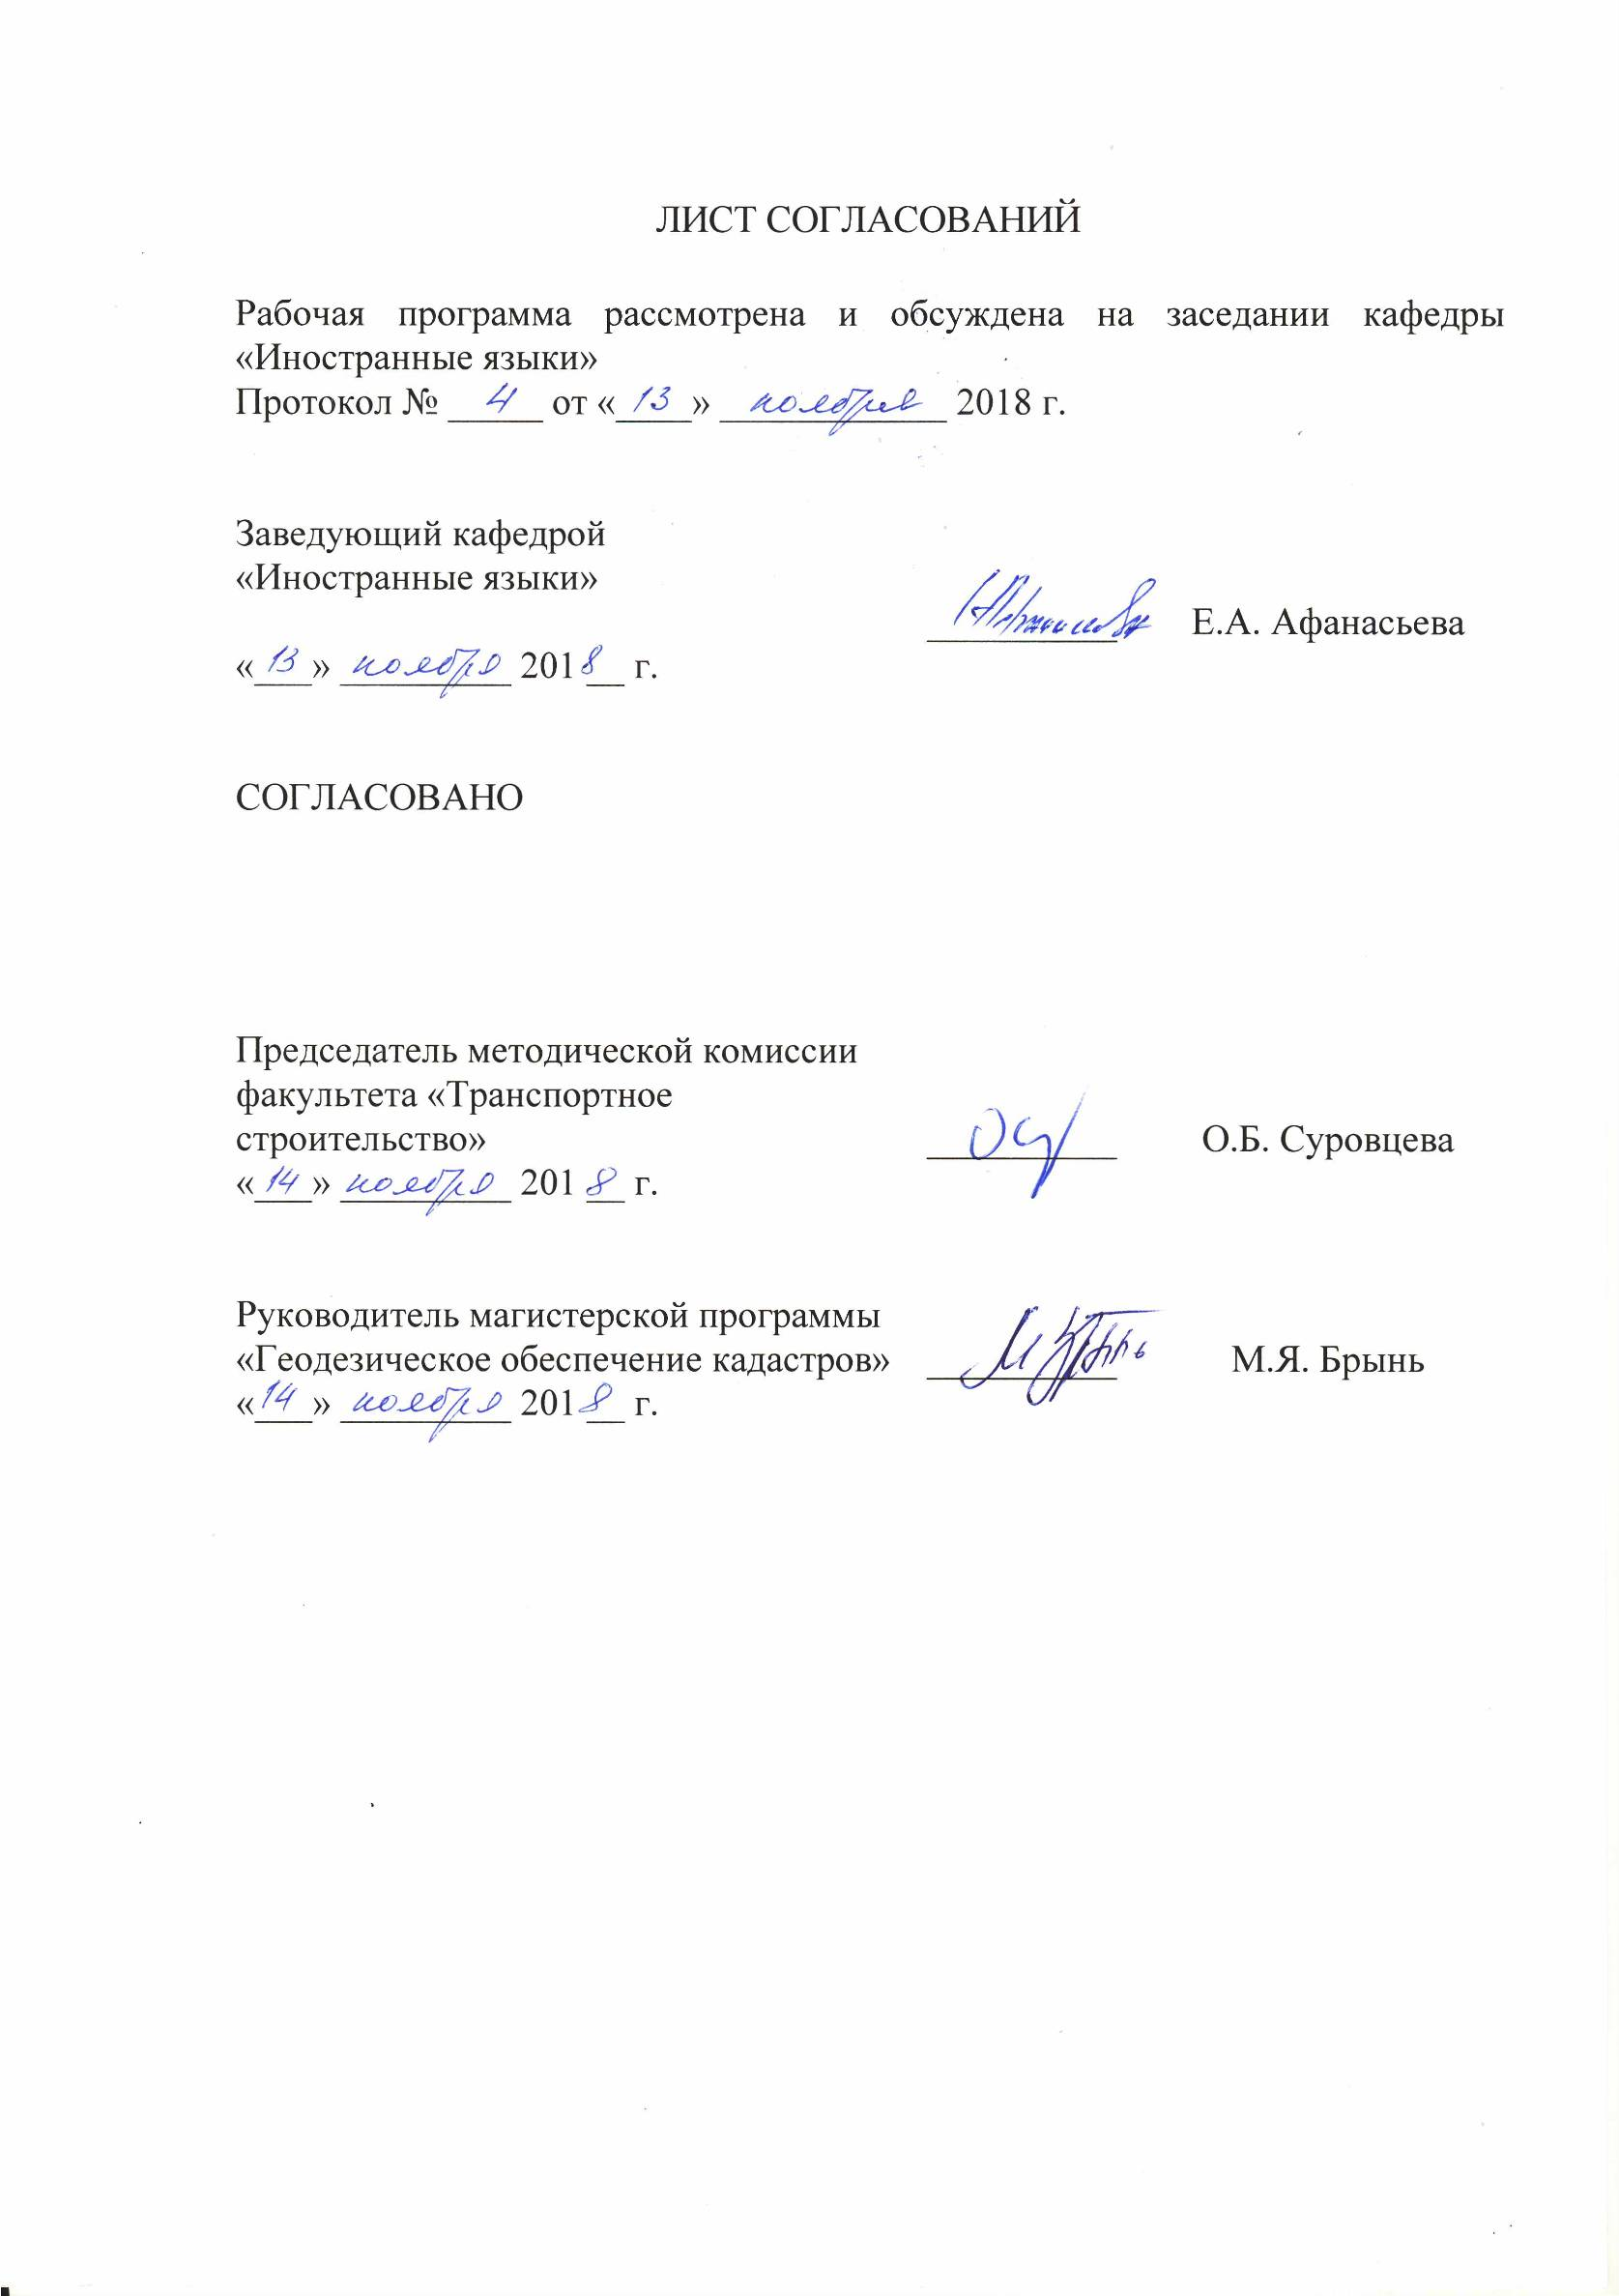 ЛИСТ СОГЛАСОВАНИЙ
Рабочая программа рассмотрена и обсуждена на заседании кафедры
«Иностранные языки»
Протокол № 4 от «13» ноября 2018 г.
Заведующий кафедрой
«Иностранные языки»
Е.А. Афанасьева
«13» ноября 2018 г.
СОГЛАСОВАНО
Председатель методической комиссии
факультета «Транспортное
строительство» О.Б. Суровцева
«14» ноября 2018 г.
Руководитель магистерской программы
«Геодезическое обеспечение кадастров» М.Я. Брынь
«14» ноября 2018 г.